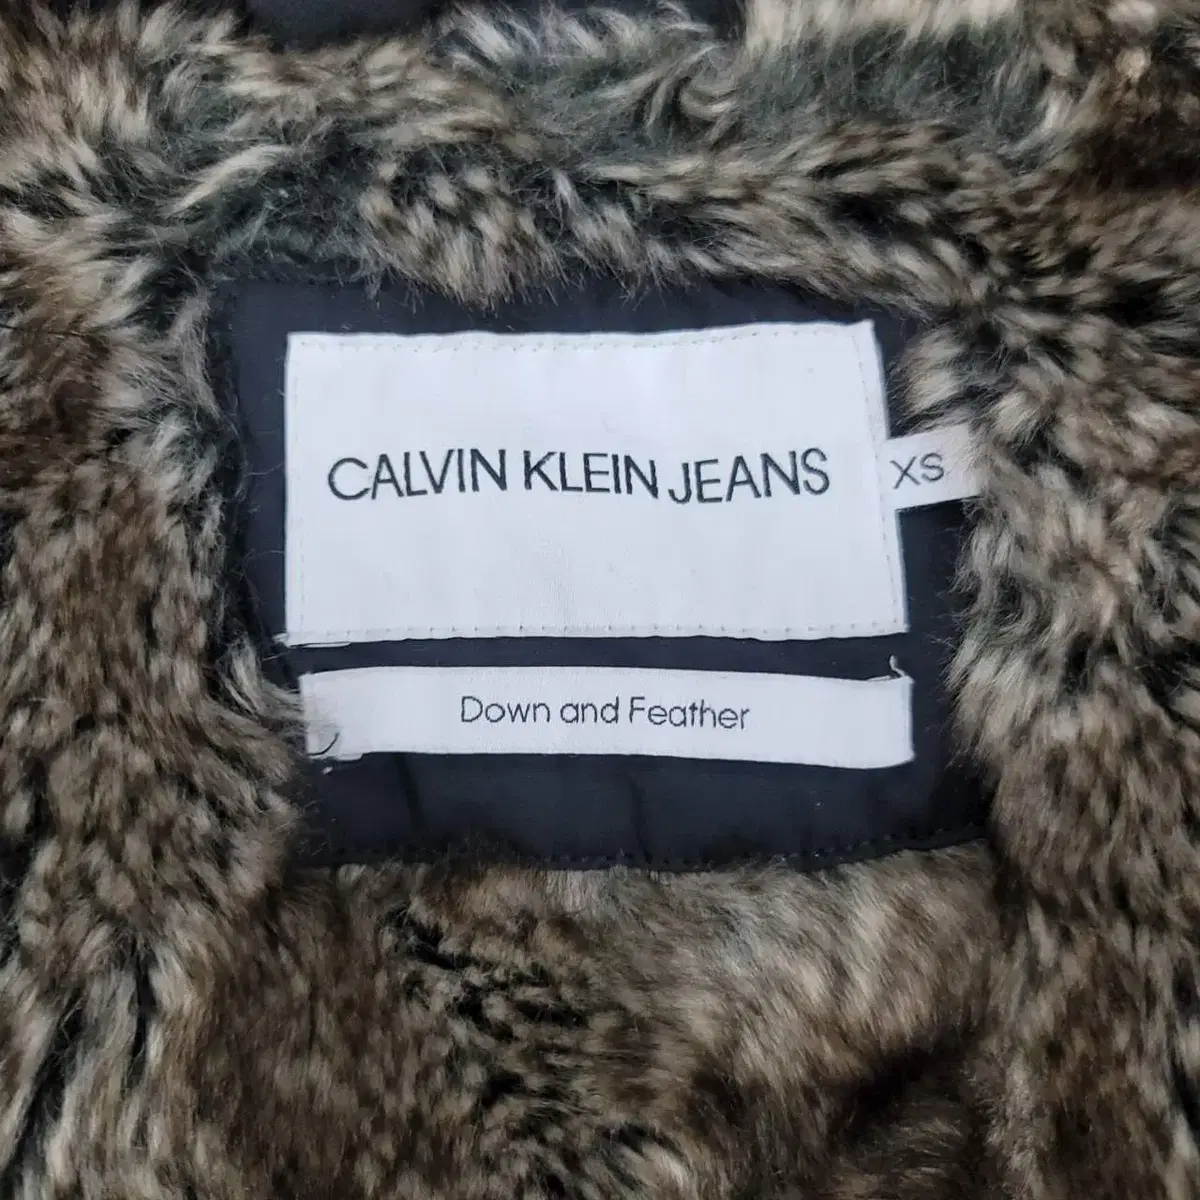 CALVIN KLEIN JEANS
XS
Down and Feather